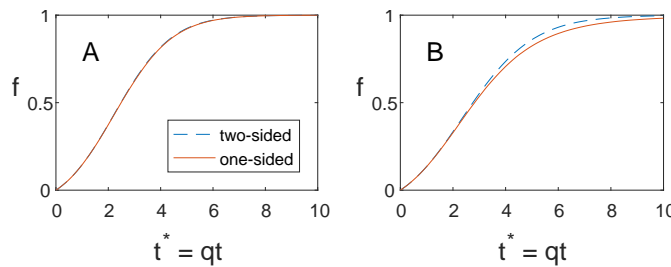 A
f
1
0.5
0
0 2 4 6 8 10
t* = qt
two-sided
one-sided
B
f
1
0.5
0
0 2 4 6 8 10
t* = qt